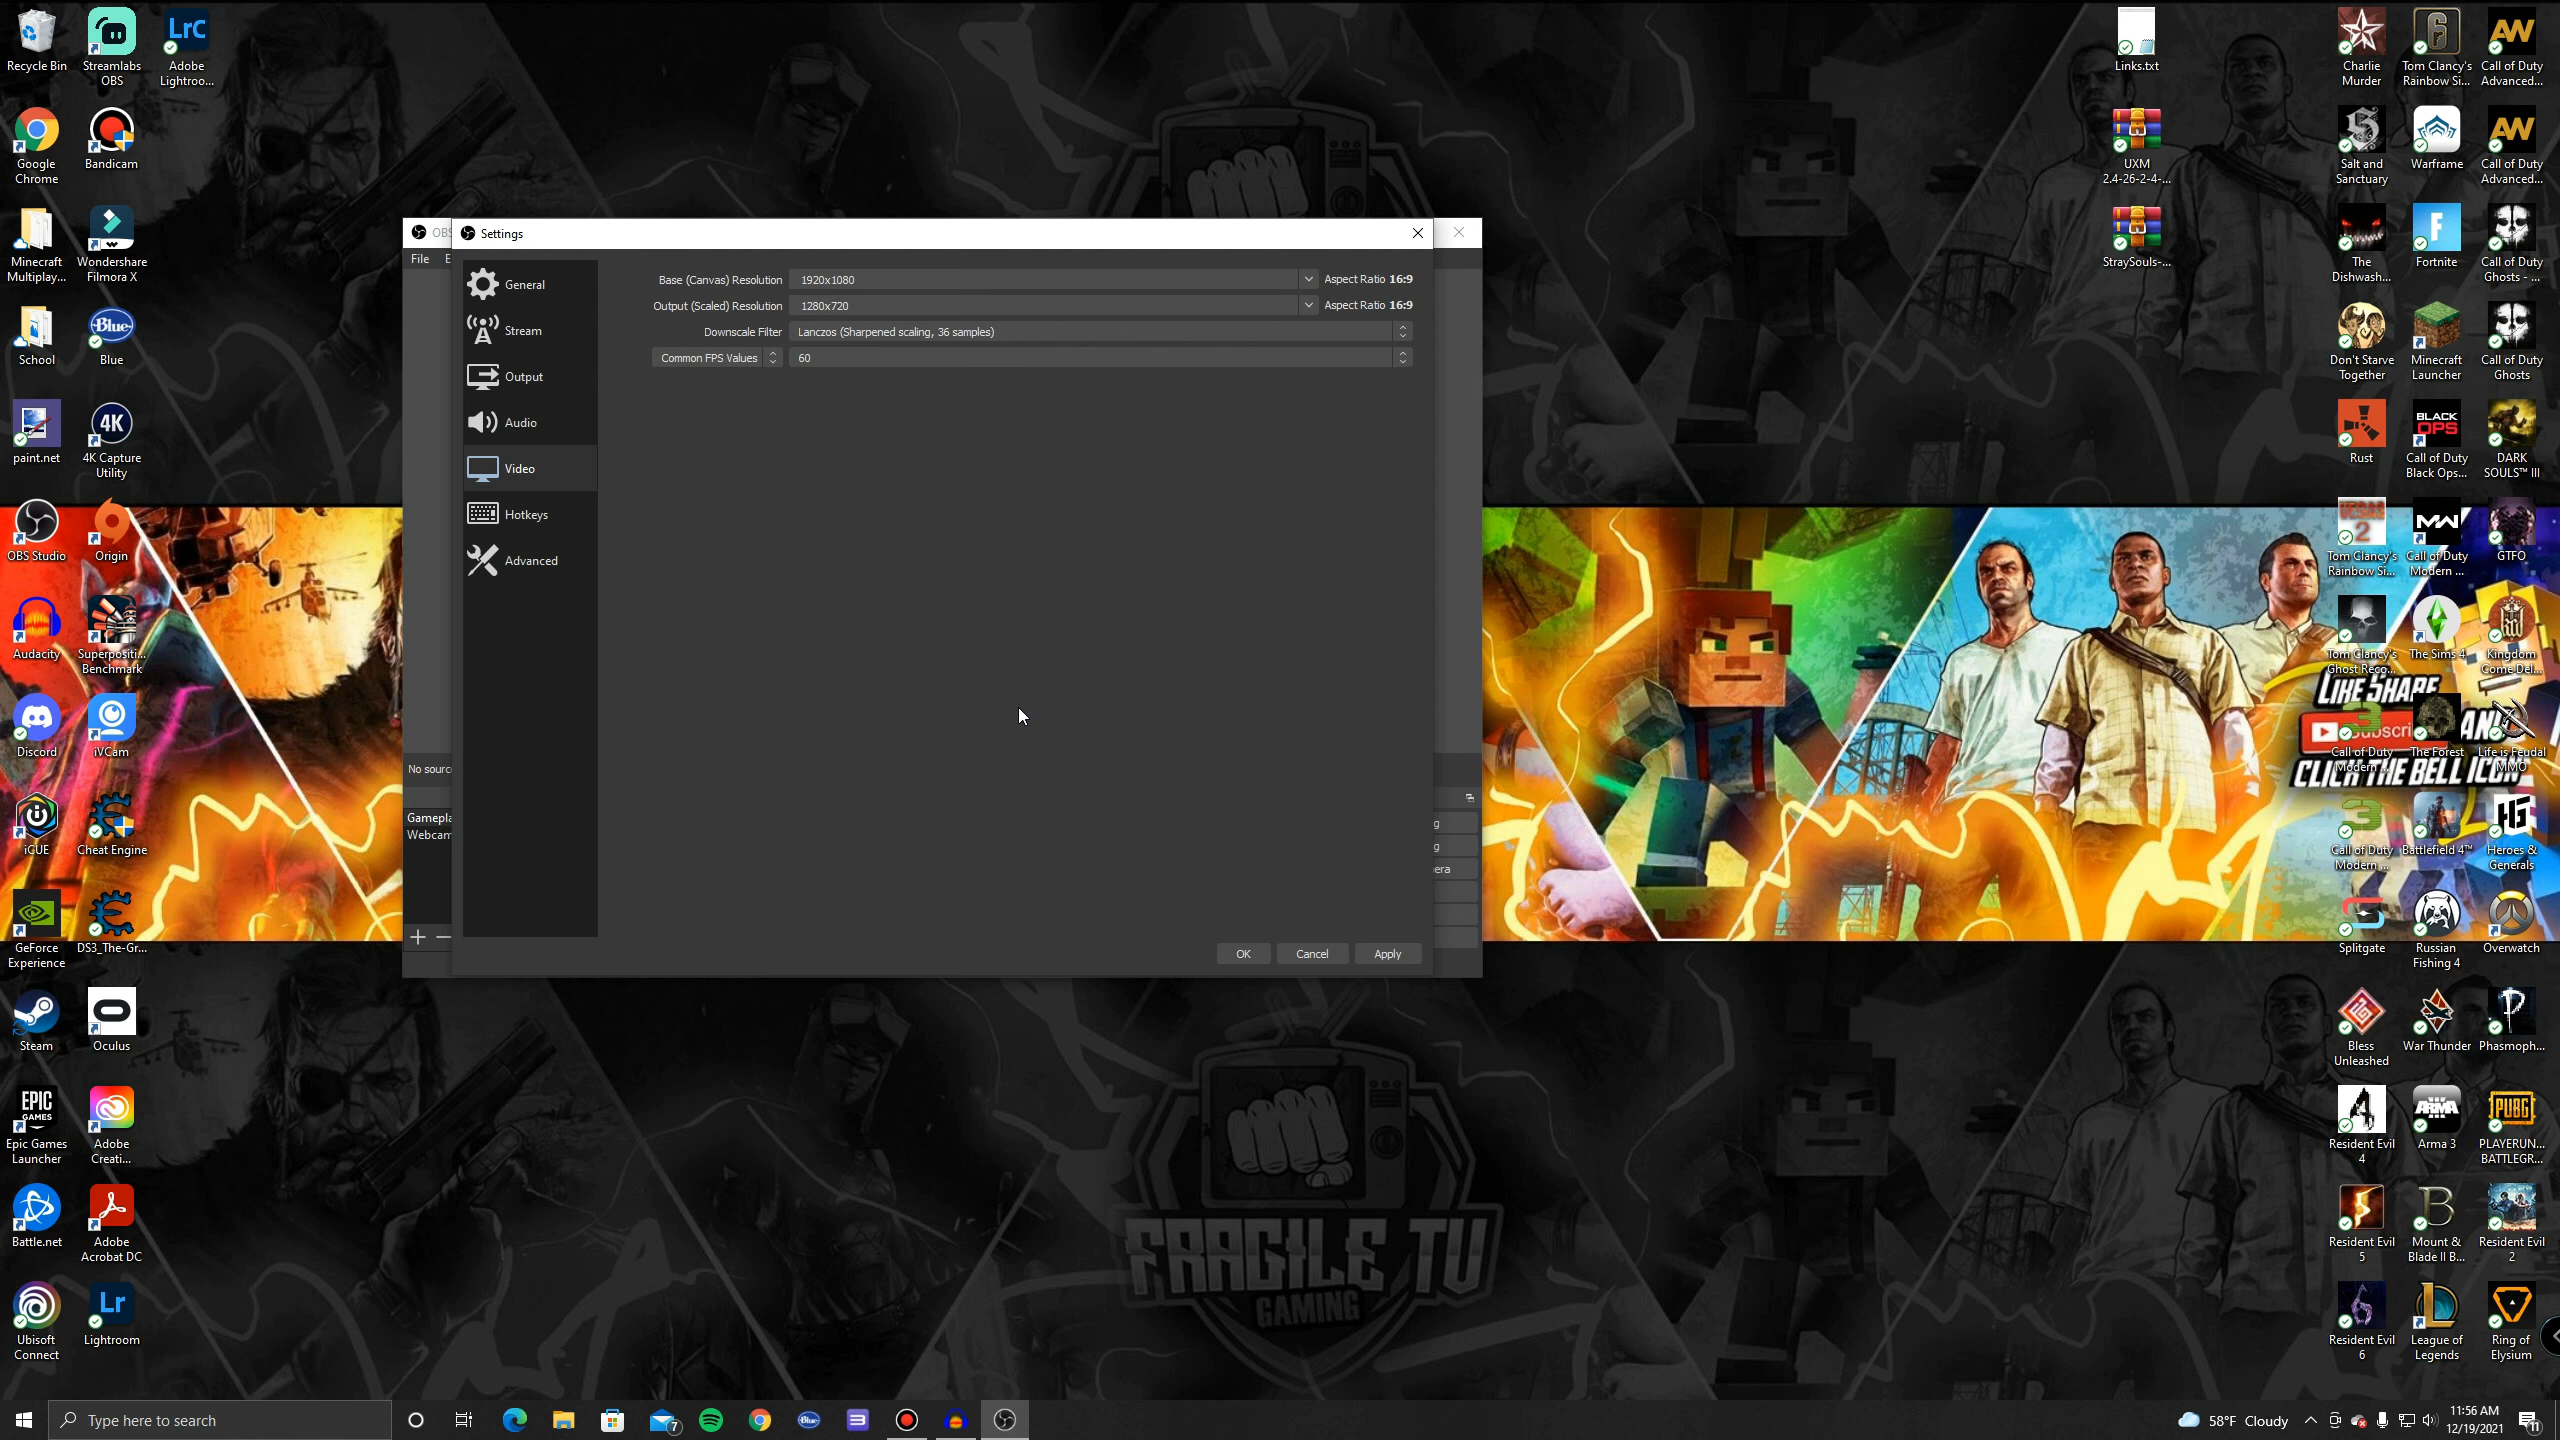 Recycle Bin
Streamlabs
OBS
Adobe
Lightroo...
Google
Chrome
Bandicam
Minecraft
Multiplay...
Wondershare
Filmora X
School
Blue
paint.net
4K Capture
Utility
OBS Studio
Origin
Audacity
Superpositi...
Benchmark
Discord
iVCam
iCUE
Cheat Engine
GeForce
Experience
DS3_The-Gr...
Steam
Oculus
Epic Games
Launcher
Adobe
Creati...
Battle.net
Adobe
Acrobat DC
Ubisoft
Connect
Lightroom
OBS
File
E
No sourc
Gamepla
Webcam
Settings
General
Stream
Output
Audio
Video
Hotkeys
Advanced
Base (Canvas) Resolution
1920x1080
Aspect Ratio 16:9
Output (Scaled) Resolution
1280x720
Aspect Ratio 16:9
Downscale Filter
Lanczos (Sharpened scaling, 36 samples)
Common FPS Values
60
OK
Cancel
Apply
g
g
era
Links.txt
UXM
2.4-26-2-4-...
StraySouls-...
Charlie
Murder
Tom Clancy's
Rainbow Si...
Call of Duty
Advanced...
Salt and
Sanctuary
Warframe
Call of Duty
Advanced...
The
Dishwash...
Fortnite
Call of Duty
Ghosts - ...
Don't Starve
Together
Minecraft
Launcher
Call of Duty
Ghosts
Rust
Call of Duty
Black Ops...
DARK
SOULS™ III
Tom Clancy's
Rainbow Si...
Call of Duty
Modern ...
GTFO
Tom Clancy's
Ghost Reco...
The Sims 4
Kingdom
Come Del...
LIKE SHARE
Subscri
AND
CLICK THE BELL ICON
Call of Duty
Modern ...
The Forest
Life is Feudal
MMO
Call of Duty
Modern ...
Battlefield 4™
Heroes &
Generals
Splitgate
Russian
Fishing 4
Overwatch
Bless
Unleashed
War Thunder
Phasmoph...
Resident Evil
4
Arma 3
PLAYERUN...
BATTLEGR...
Resident Evil
5
Mount &
Blade II B...
Resident Evil
2
Resident Evil
6
League of
Legends
Ring of
Elysium
FRAGILE TV
GAMING
Type here to search
7
58°F Cloudy
11:56 AM
12/19/2021
11